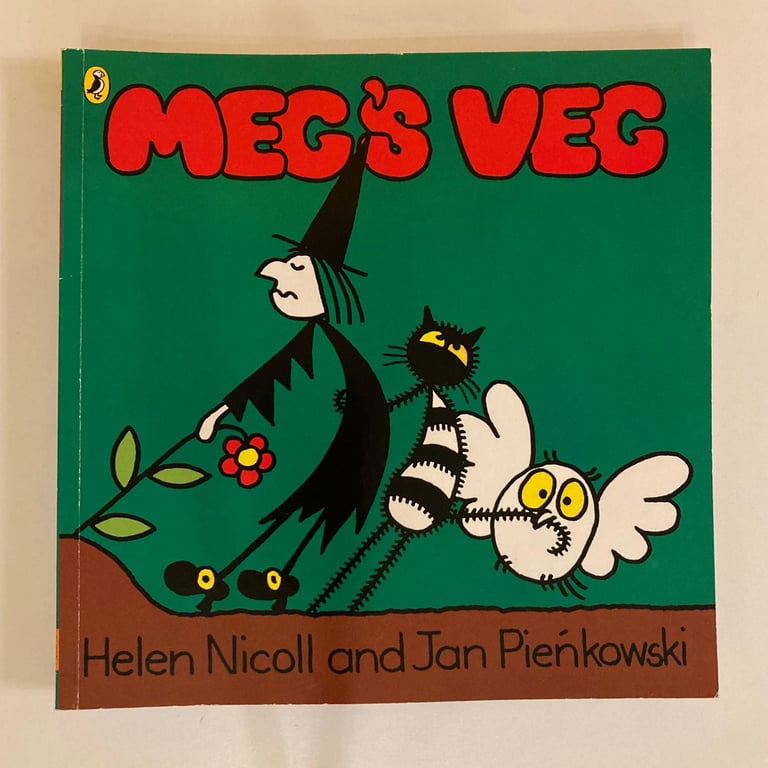 MEG'S VEG
Helen Nicoll and Jan Pieńkowski